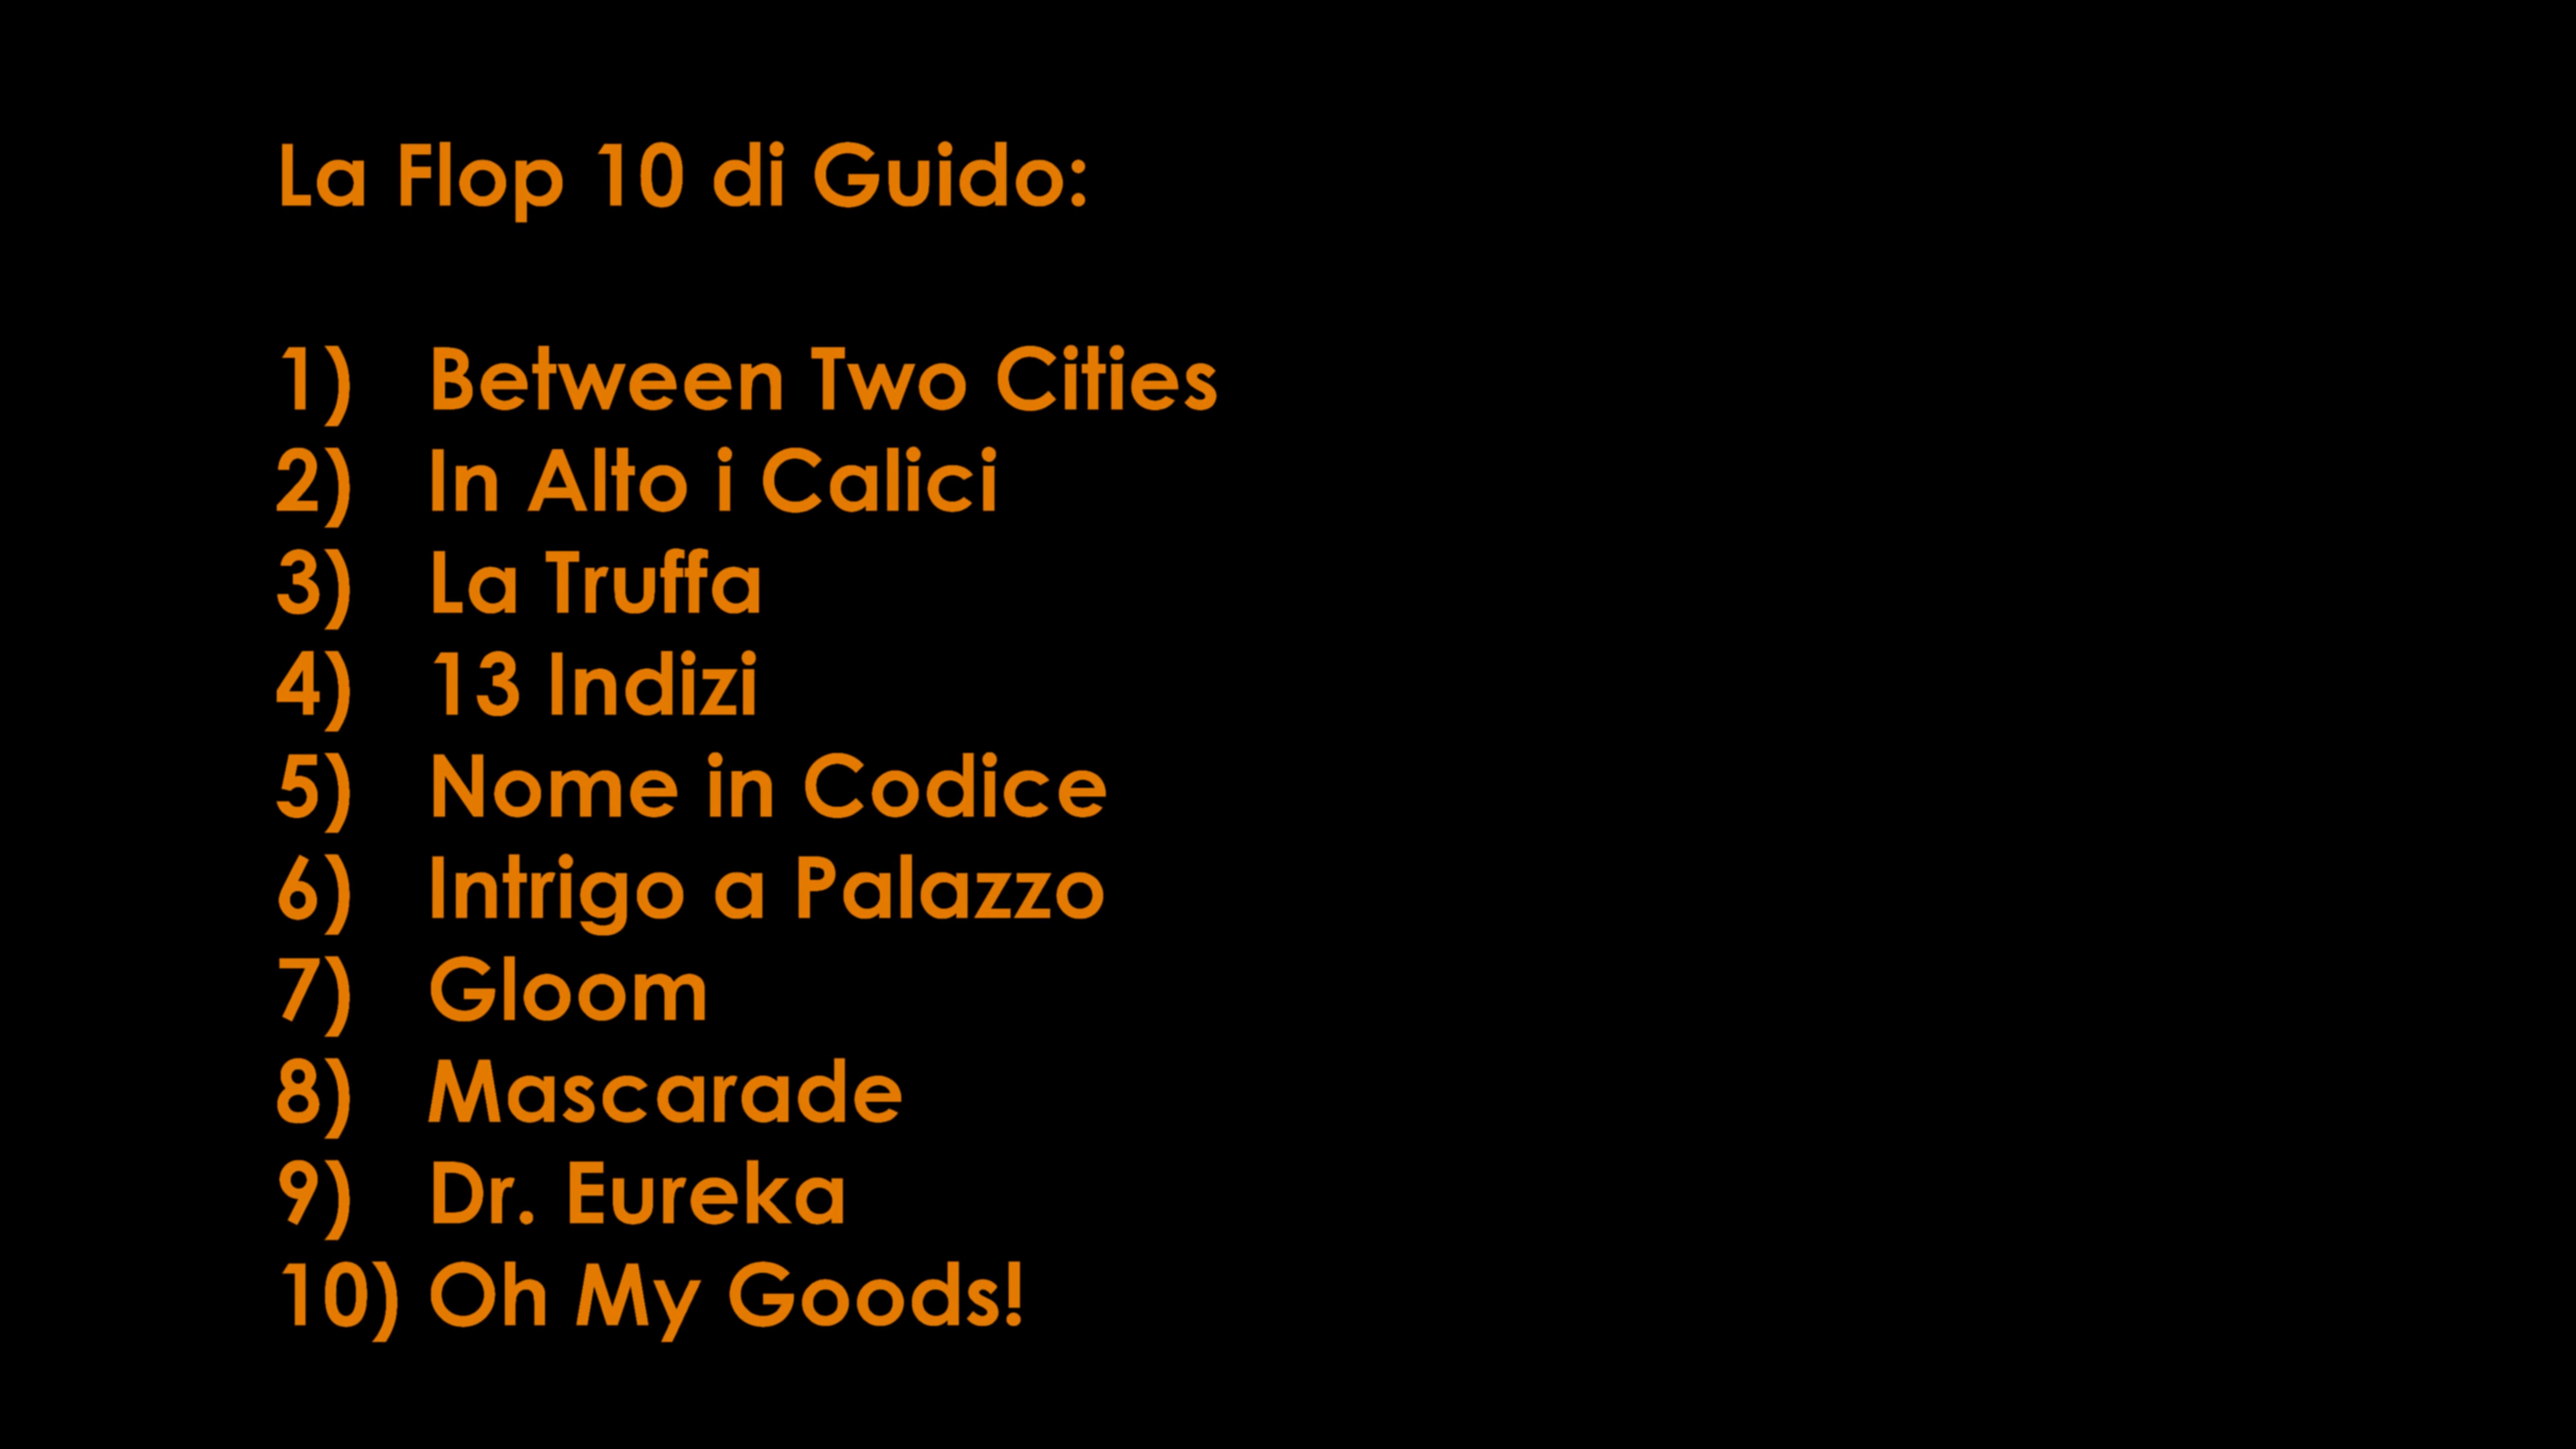 La Flop 10 di Guido:
1) Between Two Cities
2) In Alto i Calici
3) La Truffa
4) 13 Indizi
5) Nome in Codice
6) Intrigo a Palazzo
7) Gloom
8) Mascarade
9) Dr. Eureka
10) Oh My Goods!